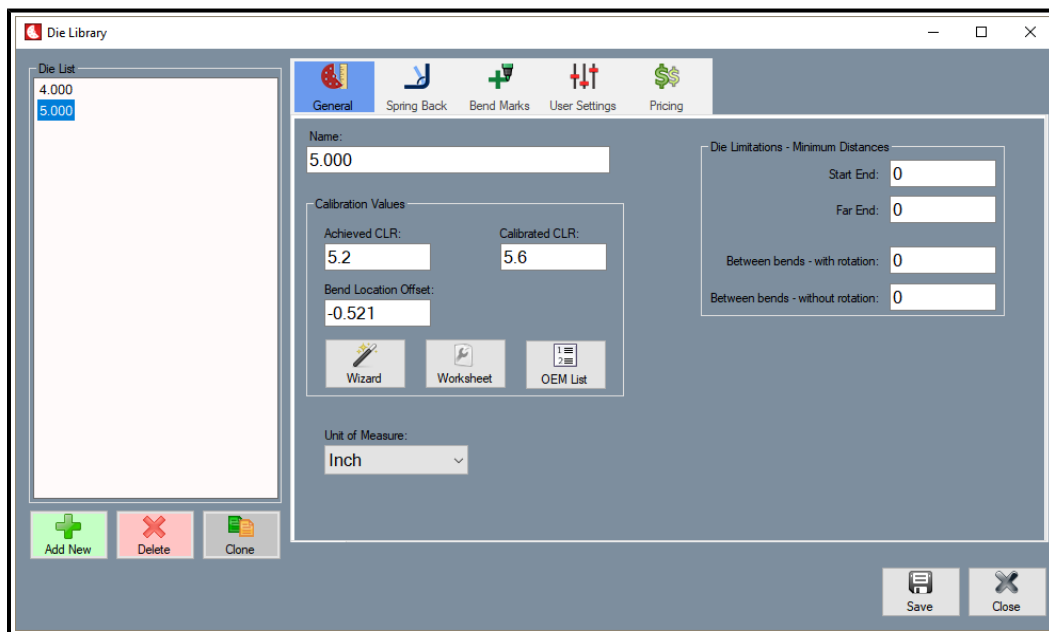 Die Library
Die List
4.000
5.000
Add New
Delete
Clone
General
Spring Back
Bend Marks
User Settings
Pricing
Name:
5.000
Calibration Values
Achieved CLR:
Calibrated CLR:
5.2
5.6
Bend Location Offset:
-0.521
Wizard
Worksheet
1
2
OEM List
Unit of Measure:
Inch
Die Limitations - Minimum Distances
Start End: 0
Far End: 0
Between bends - with rotation: 0
Between bends - without rotation: 0
Save
Close